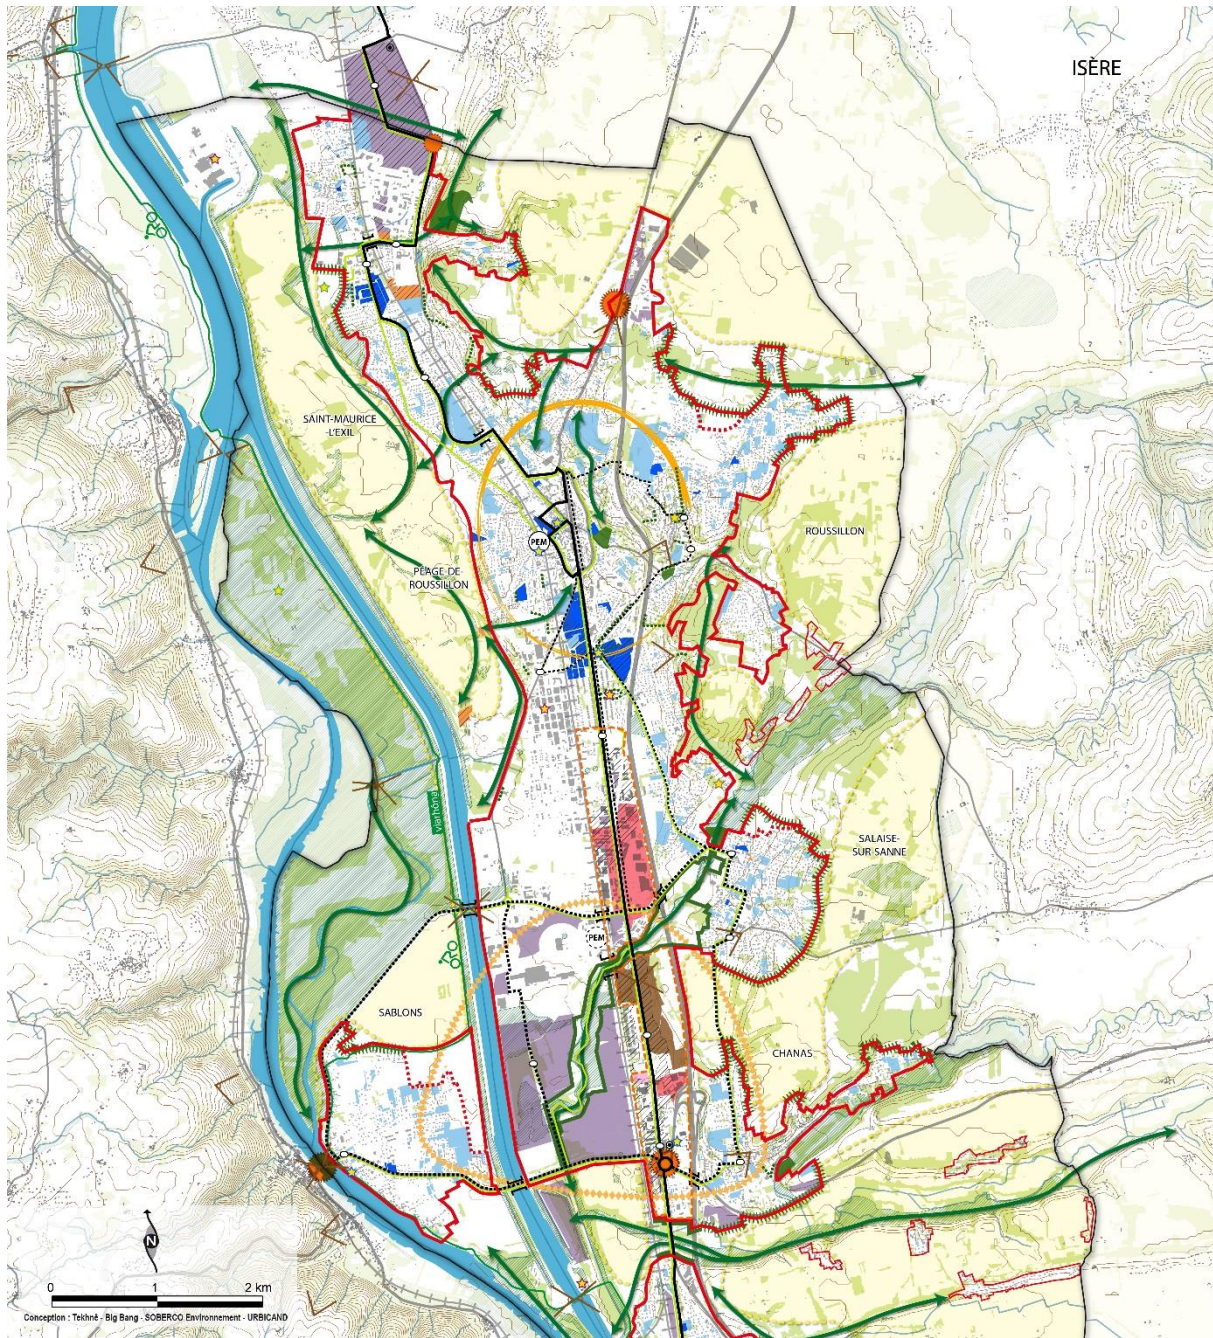 ISÈRE
SAINT-MAURICE
-L'EXIL
ROUSSILLON
PEM
PÉAGE DE
ROUSSILLON
viarhôna
SALAISE-
SUR-SANNE
PEM
SABLONS
CHANAS
N
0 1 2 km
Conception : Tekhnê - Big Bang - SOBERCO Environnement - URBICAND